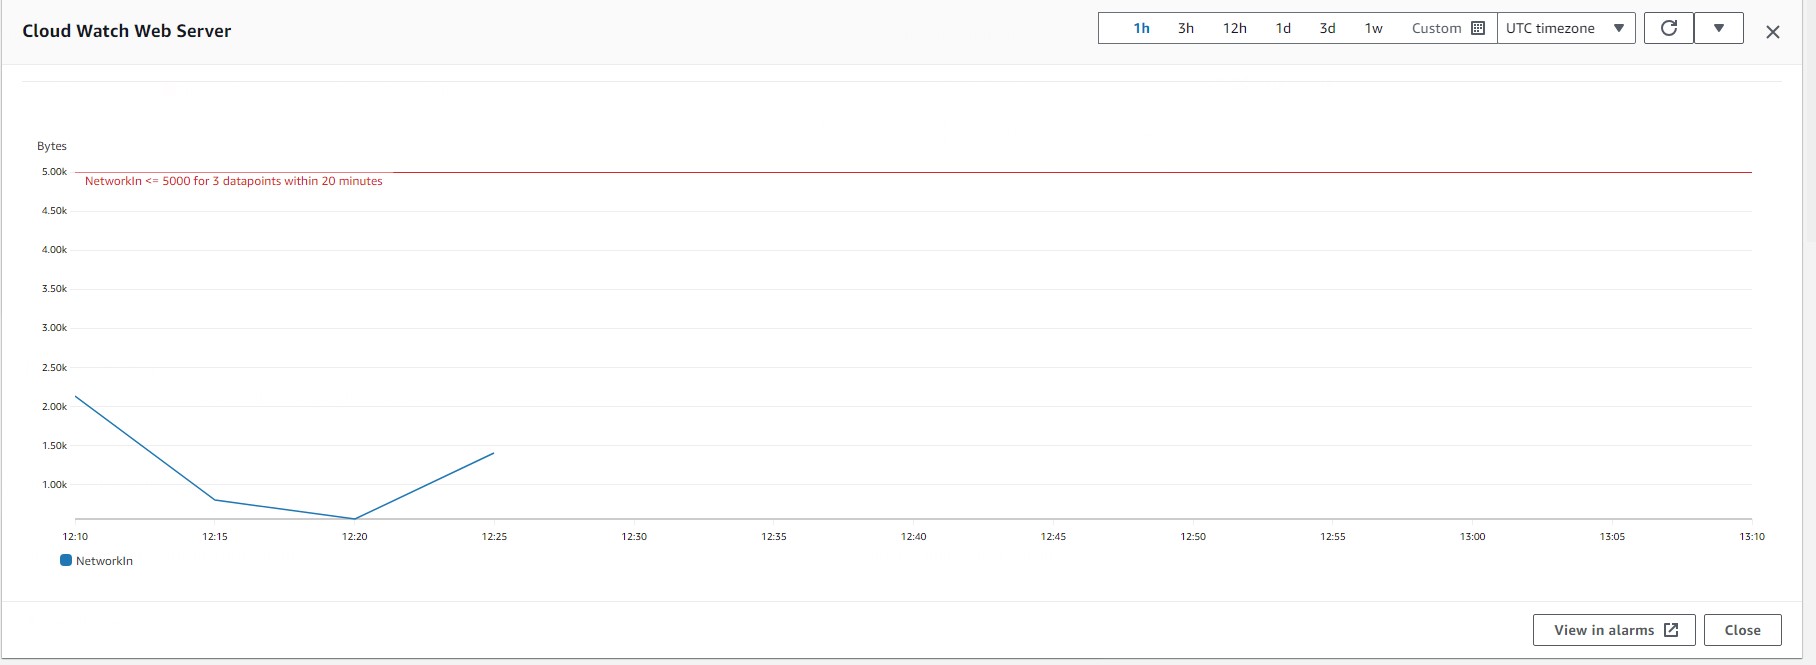 Cloud Watch Web Server
1h 3h 12h 1d 3d 1w Custom UTC timezone
Bytes
5.00k
NetworkIn <= 5000 for 3 datapoints within 20 minutes
4.50k
4.00k
3.50k
3.00k
2.50k
2.00k
1.50k
1.00k
12:10 12:15 12:20 12:25 12:30 12:35 12:40 12:45 12:50 12:55 13:00 13:05 13:10
NetworkIn
View in alarms Close